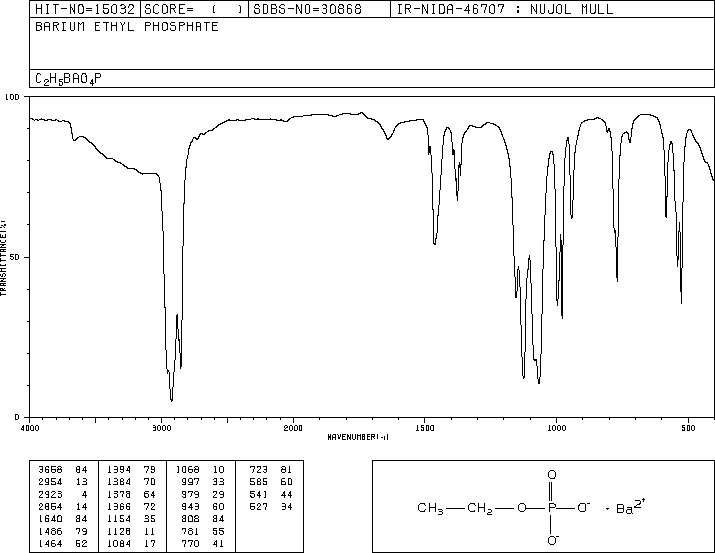 HIT-NO=15032 SCORE= ( ) SDBS-NO=30868 IR-NIDA-46707 : NUJOL MULL
BARIUM ETHYL PHOSPHATE
C2H5BAO4P
100
50
0
TRANSMITTANCE(%)
4000 3000 2000 1500 1000 500
WAVENUMBER(-1)
3668 84 1394 79 1068 10 723 81
2954 13 1384 70 997 33 585 60
2923 4 1378 64 979 29 541 44
2854 14 1366 72 943 60 527 34
1640 84 1154 35 808 84
1486 79 1128 11 781 55
1464 52 1084 17 770 41
O
CH3—CH2—O—P—O- · Ba2+
O-